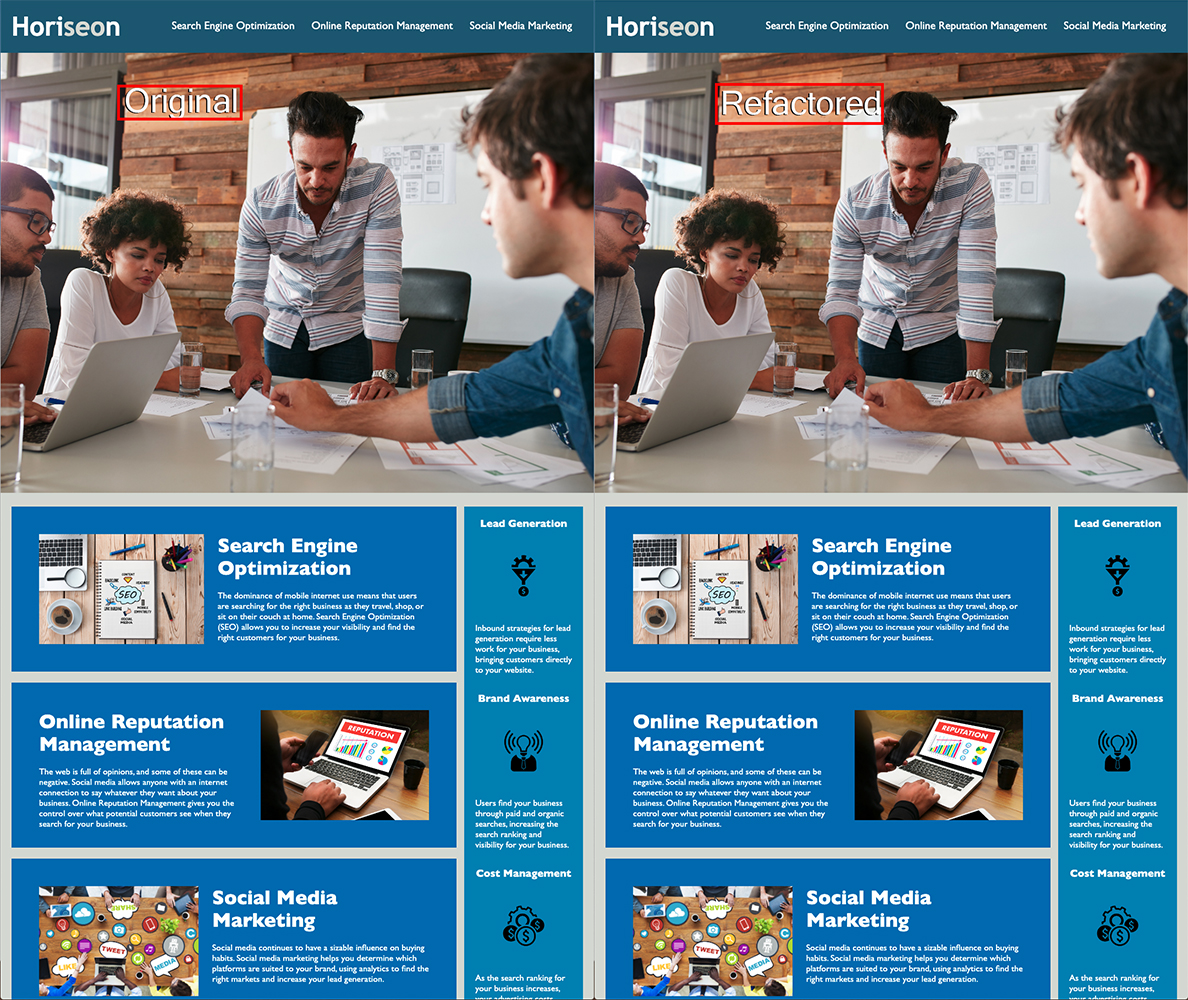 Horiseon
Search Engine Optimization Online Reputation Management Social Media Marketing
Original
Search Engine
Optimization
The dominance of mobile internet use means that users
are searching for the right business as they travel, shop, or
sit on their couch at home. Search Engine Optimization
(SEO) allows you to increase your visibility and find the
right customers for your business.
SEO
Online Reputation
Management
The web is full of opinions, and some of these can be
negative. Social media allows anyone with an internet
connection to say whatever they want about your
business. Online Reputation Management gives you the
control over what potential customers see when they
search for your business.
REPUTATION
Social Media
Marketing
Social media continues to have a sizable influence on buying
habits. Social media marketing helps you determine which
platforms are suited to your brand, using analytics to find the
right markets and increase your lead generation.
SHARE
TWEET
LIKE
MEDIA
Lead Generation
Inbound strategies for lead
generation require less
work for your business,
bringing customers directly
to your website.
Brand Awareness
Users find your business
through paid and organic
searches, increasing the
search ranking and
visibility for your business.
Cost Management
As the search ranking for
your business increases,
your advertising costs
Horiseon
Search Engine Optimization Online Reputation Management Social Media Marketing
Refactored
Search Engine
Optimization
The dominance of mobile internet use means that users
are searching for the right business as they travel, shop, or
sit on their couch at home. Search Engine Optimization
(SEO) allows you to increase your visibility and find the
right customers for your business.
SEO
Online Reputation
Management
The web is full of opinions, and some of these can be
negative. Social media allows anyone with an internet
connection to say whatever they want about your
business. Online Reputation Management gives you the
control over what potential customers see when they
search for your business.
REPUTATION
Social Media
Marketing
Social media continues to have a sizable influence on buying
habits. Social media marketing helps you determine which
platforms are suited to your brand, using analytics to find the
right markets and increase your lead generation.
SHARE
TWEET
LIKE
MEDIA
Lead Generation
Inbound strategies for lead
generation require less
work for your business,
bringing customers directly
to your website.
Brand Awareness
Users find your business
through paid and organic
searches, increasing the
search ranking and
visibility for your business.
Cost Management
As the search ranking for
your business increases,
your advertising costs